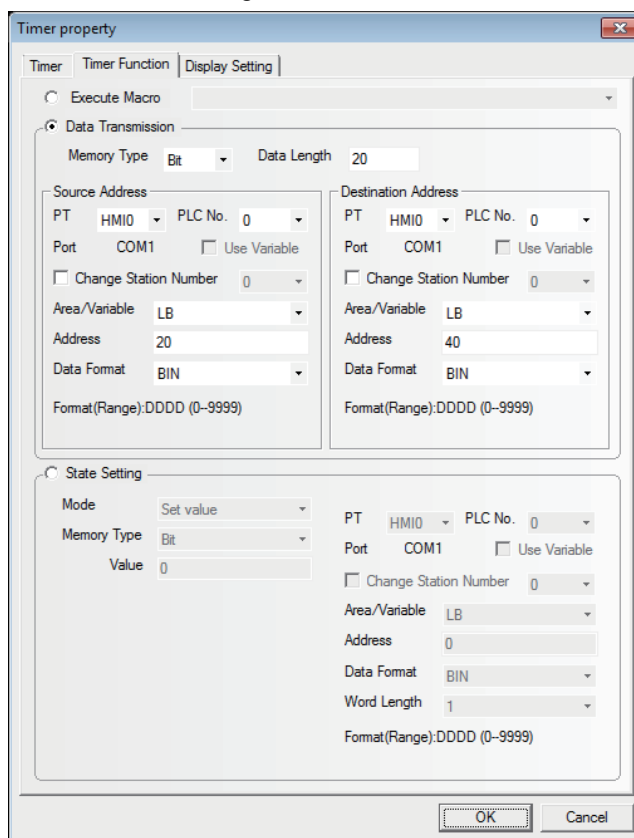 Timer property
Timer Timer Function Display Setting
Execute Macro
Data Transmission
Memory Type Bit Data Length 20
Source Address
PT HMI0 PLC No. 0
Port COM1 Use Variable
Change Station Number 0
Area/Variable LB
Address 20
Data Format BIN
Format(Range):DDDD (0--9999)
Destination Address
PT HMI0 PLC No. 0
Port COM1 Use Variable
Change Station Number 0
Area/Variable LB
Address 40
Data Format BIN
Format(Range):DDDD (0--9999)
State Setting
Mode Set value
Memory Type Bit
Value 0
PT HMI0 PLC No. 0
Port COM1 Use Variable
Change Station Number 0
Area/Variable LB
Address 0
Data Format BIN
Word Length 1
Format(Range):DDDD (0--9999)
OK Cancel